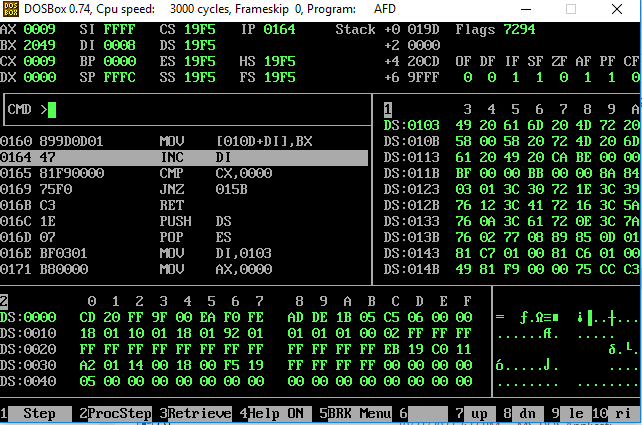 DOSBox 0.74, Cpu speed: 3000 cycles, Frameskip 0, Program: AFD
AX 0009 SI FFFF CS 19F5 IP 0164 Stack +0 019D Flags 7294
BX 2049 DI 0008 DS 19F5 +2 0000
CX 0009 BP 0000 ES 19F5 HS 19F5 +4 20CD OF DF IF SF ZF AF PF CF
DX 0000 SP FFFC SS 19F5 FS 19F5 +6 9FFF 0 0 1 1 0 1 1 0
CMD > 1 3 4 5 6 7 8 9 A
DS:0103 49 20 61 6D 20 4D 72 20
0160 899D0D01 MOV [010D+DI],BX DS:010B 58 00 58 20 72 4D 20 6D
0164 47 INC DI DS:0113 61 20 49 20 CA BE 00 00
0165 81F90000 CMP CX,0000 DS:011B BF 00 00 BB 00 00 8A 84
0169 75F0 JNZ 015B DS:0123 03 01 3C 30 72 1E 3C 39
016B C3 RET DS:012B 76 12 3C 41 72 16 3C 5A
016C 1E PUSH DS DS:0133 76 0A 3C 61 72 0E 3C 7A
016D 07 POP ES DS:013B 76 02 77 08 89 85 0D 01
016E BF0301 MOV DI,0103 DS:0143 81 C7 01 00 81 C6 01 00
0171 B80000 MOV AX,0000 DS:014B 49 81 F9 00 00 75 CC C3
2 0 1 2 3 4 5 6 7 8 9 A B C D E F
DS:0000 CD 20 FF 9F 00 EA F0 FE AD DE 1B 05 C5 06 00 00
DS:0010 18 01 10 01 18 01 92 01 01 01 01 00 02 FF FF FF
DS:0020 FF FF FF FF FF FF FF FF FF FF FF FF EB 19 C0 11
DS:0030 A2 01 14 00 18 00 F5 19 FF FF FF FF 00 00 00 00
DS:0040 05 00 00 00 00 00 00 00 00 00 00 00 00 00 00 00
1 Step 2 ProcStep 3 Retrieve 4 Help ON 5 BRK Menu 6 7 up 8 dn 9 le 10 ri